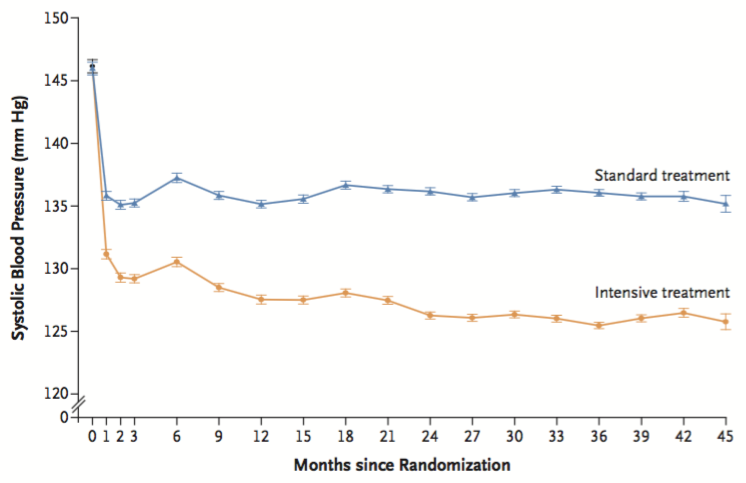 150
145
140
135
130
125
120
0
Systolic Blood Pressure (mm Hg)
Standard treatment
Intensive treatment
0 1 2 3 6 9 12 15 18 21 24 27 30 33 36 39 42 45
Months since Randomization